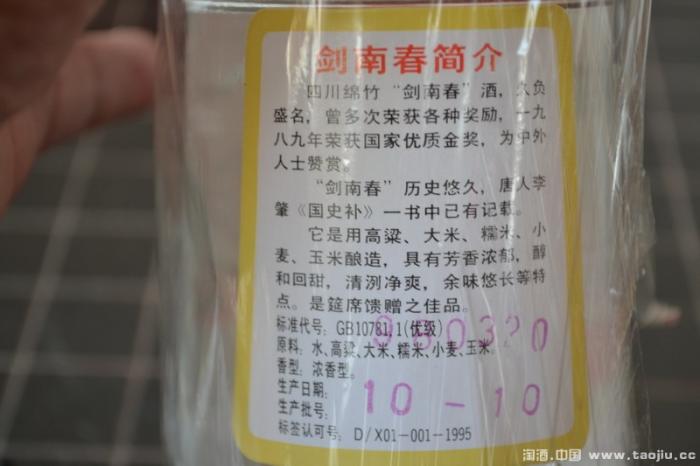 剑南春简介
四川绵竹“剑南春”酒，久负
盛名，曾多次荣获各种奖励，一九
八九年荣获国家优质金奖，为中外
人士赞赏。
“剑南春”历史悠久，唐人李
肇《国史补》一书中已有记载。
它是用高粱、大米、糯米、小
麦、玉米酿造，具有芳香浓郁，醇
和回甜，清洌净爽，余味悠长等特
点。是筵席馈赠之佳品。
标准代号：GB10781.1(优级)
980320
原料：水、高粱、大米、糯米、小麦、玉米。
香型：浓香型。
生产日期：
生产批号：
10-10
标签认可号：D/X01-001-1995
淘酒.中国 www.taojiu.cc